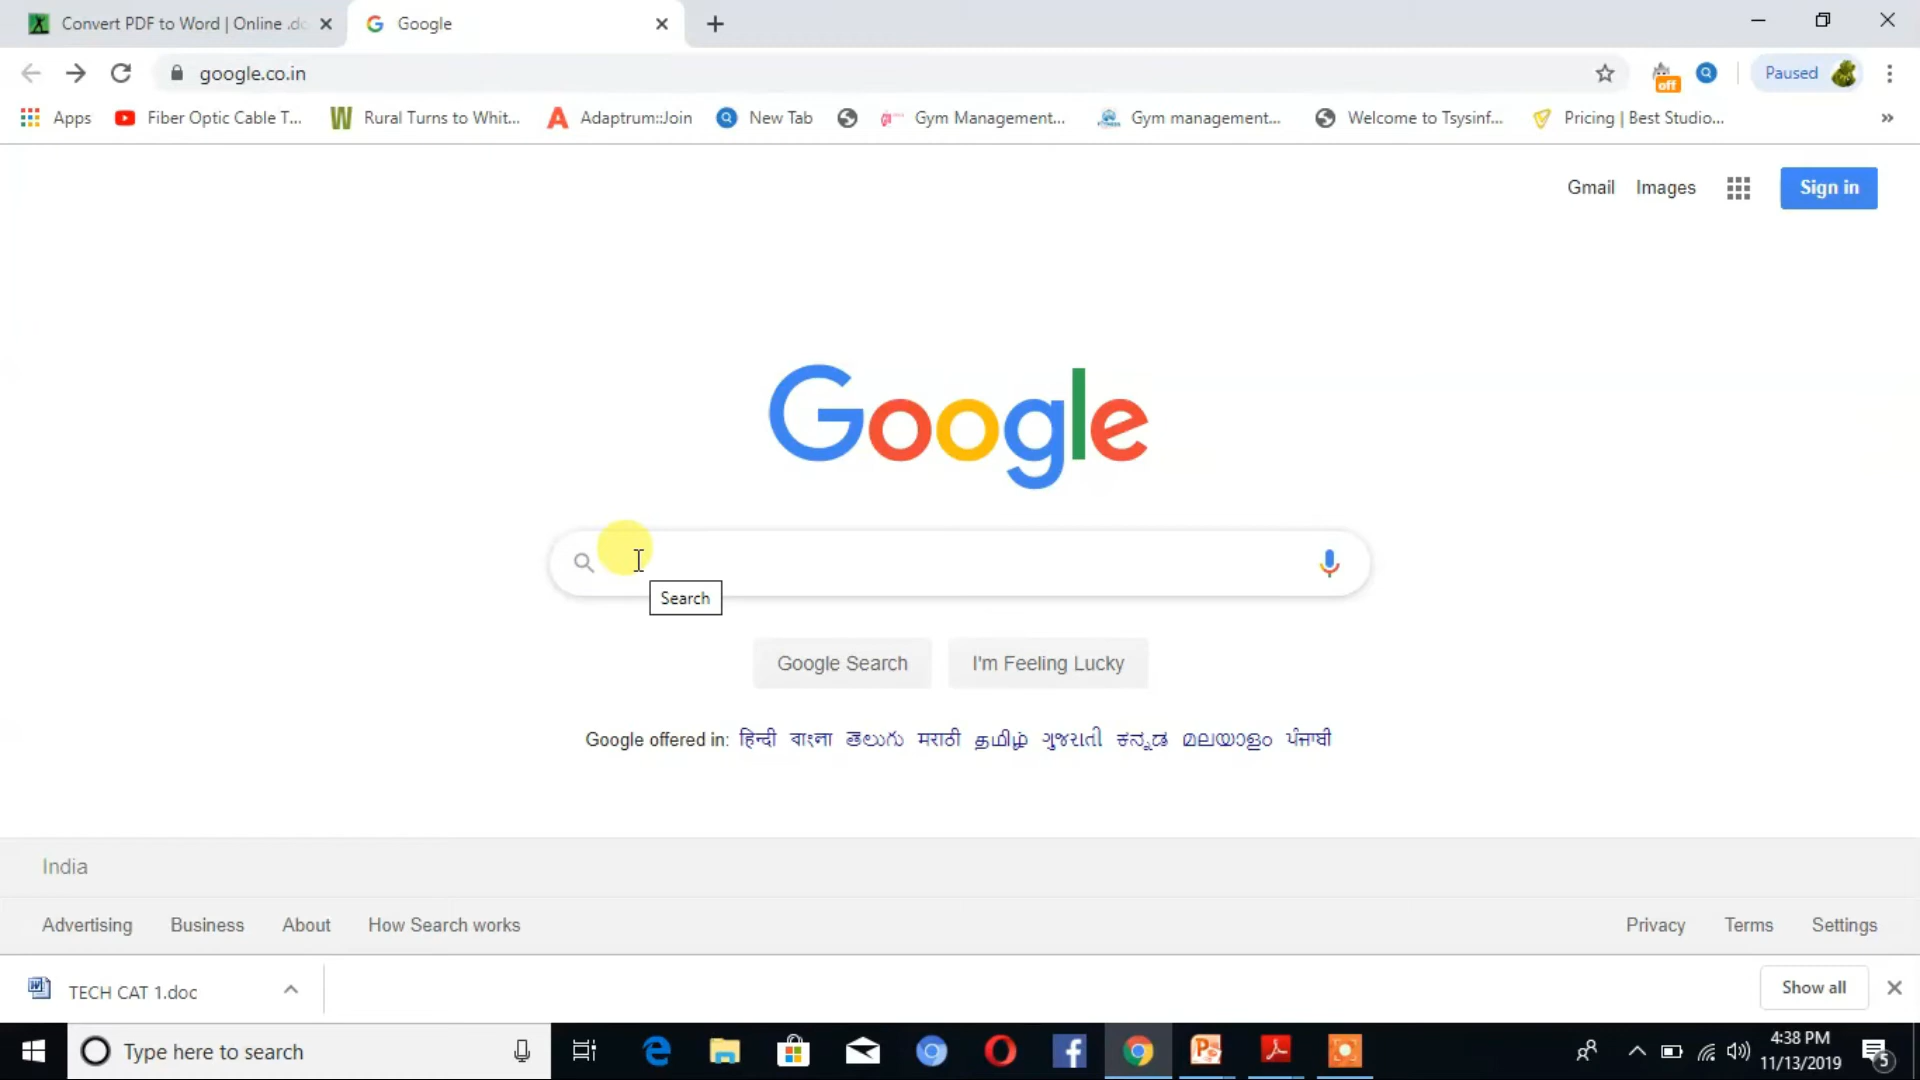 Convert PDF to Word | Online .do
Google
google.co.in
off
Paused
Apps
Fiber Optic Cable T...
Rural Turns to Whit...
Adaptrum::Join
New Tab
Gym Management...
Gym management...
Welcome to Tsysinf...
Pricing | Best Studio...
»
Gmail Images Sign in
Google
Search
Google Search I'm Feeling Lucky
Google offered in: हिन्दी বাংলা తెలుగు मराठी தமிழ் ગુજરાતી ಕನ್ನಡ മലയാളം ਪੰਜਾਬੀ
India
Advertising Business About How Search works Privacy Terms Settings
TECH CAT 1.doc Show all
Type here to search
4:38 PM
11/13/2019
5